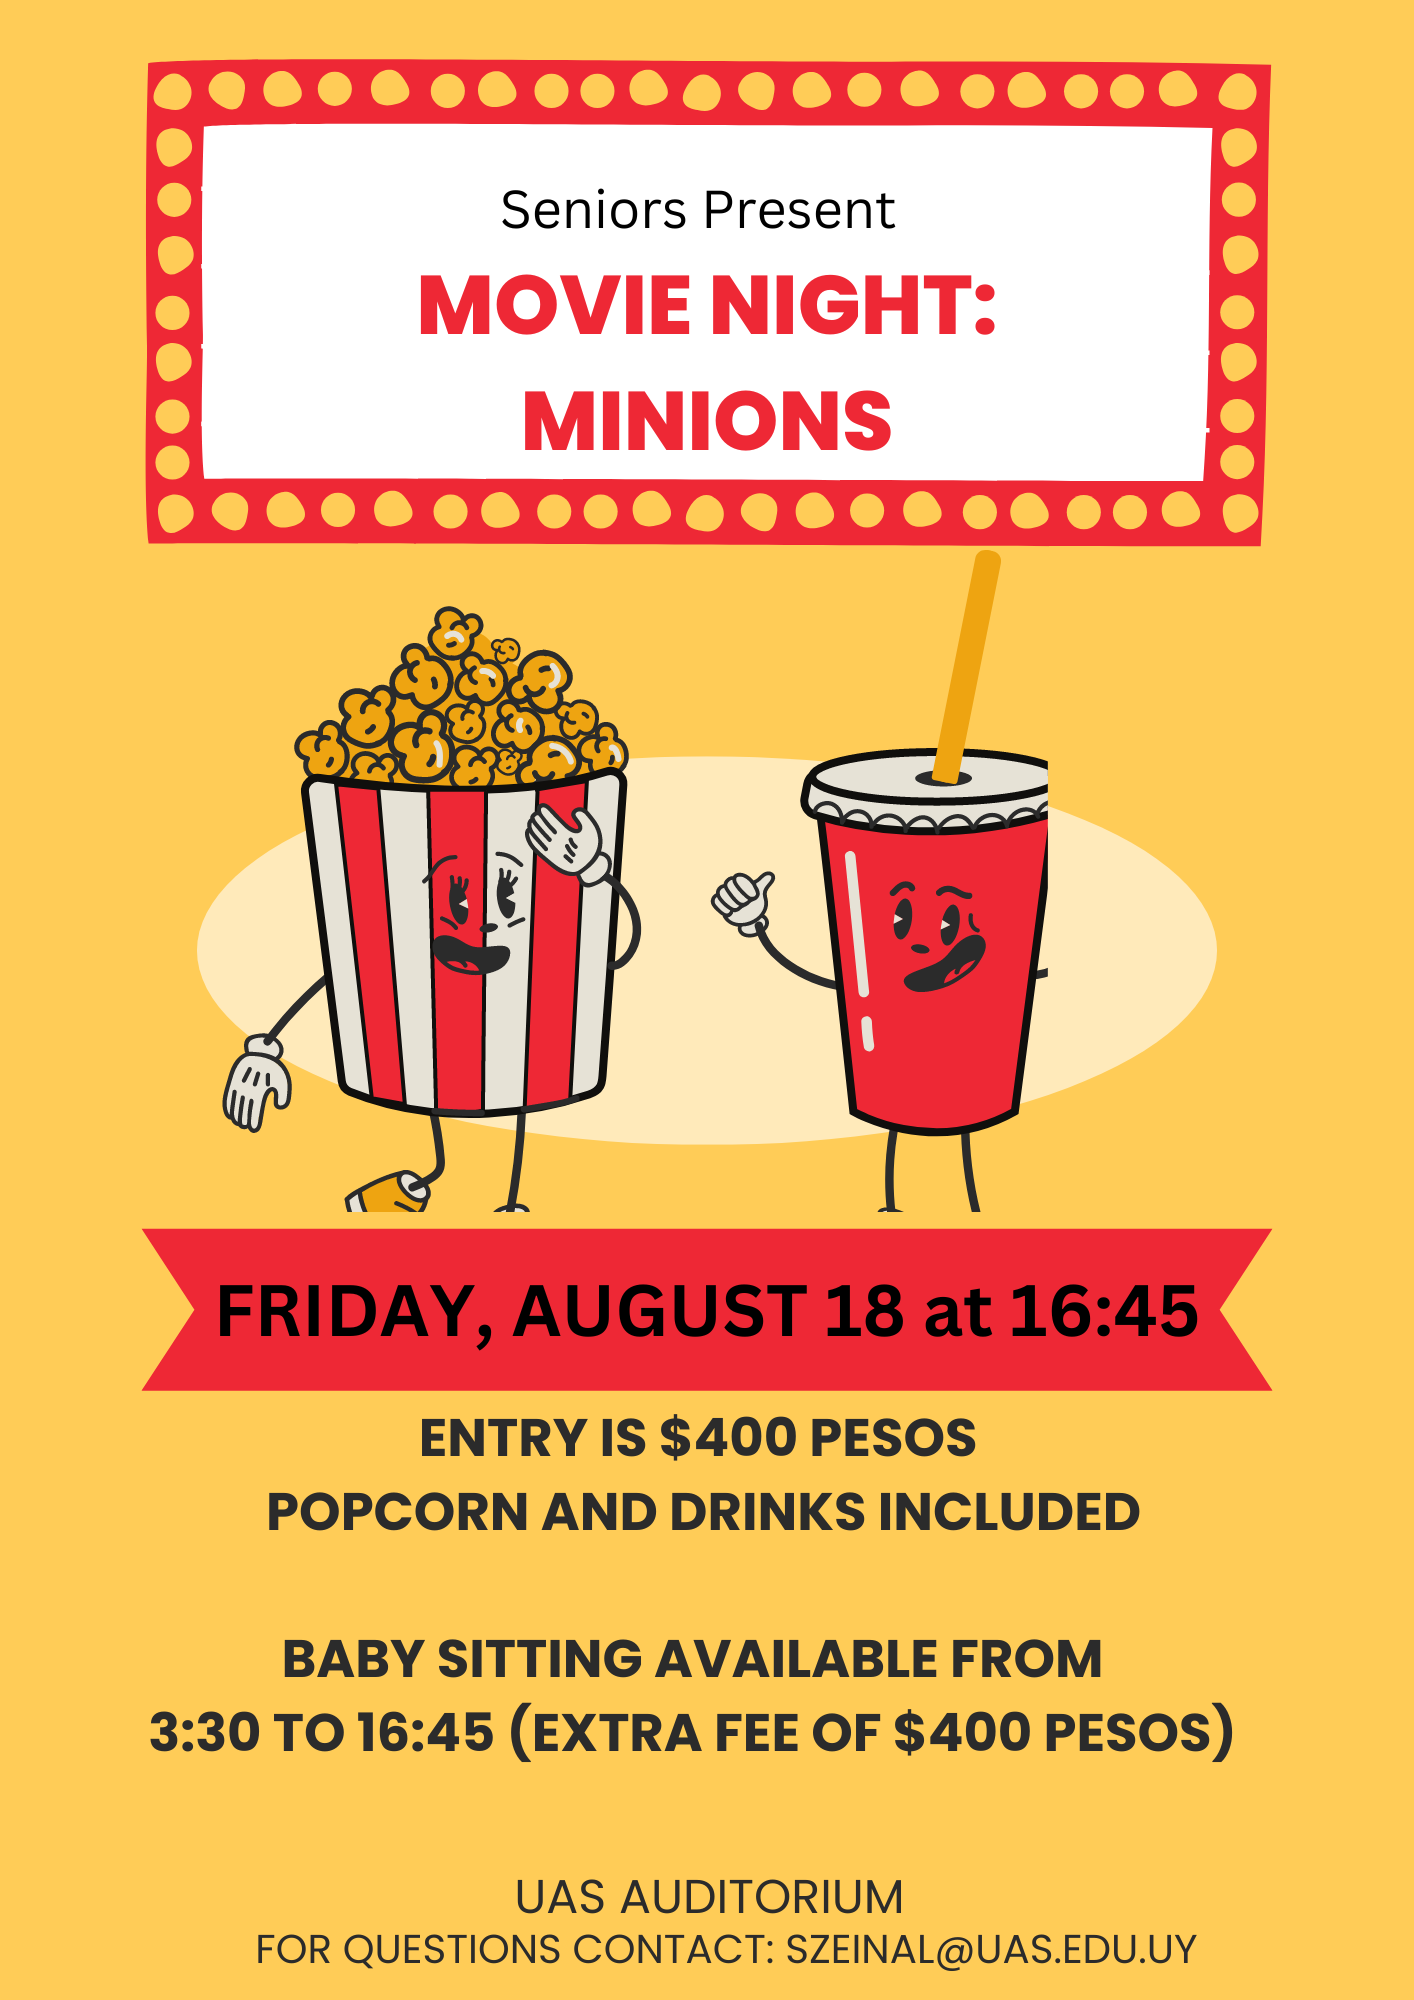 Seniors Present
MOVIE NIGHT:
MINIONS
FRIDAY, AUGUST 18 at 16:45
ENTRY IS $400 PESOS
POPCORN AND DRINKS INCLUDED
BABY SITTING AVAILABLE FROM
3:30 TO 16:45 (EXTRA FEE OF $400 PESOS)
UAS AUDITORIUM
FOR QUESTIONS CONTACT: SZEINAL@UAS.EDU.UY